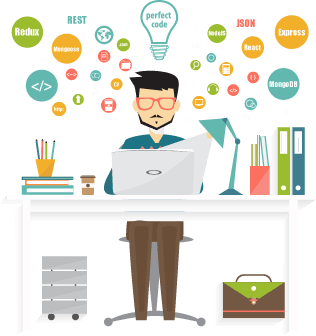 perfect
code
REST
JSON
Redux
Mongoose
NodeJS
React
Express
MongoDB